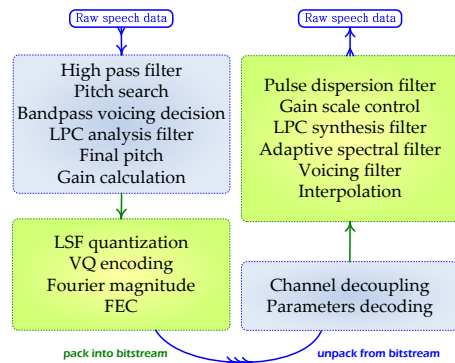 Raw speech data
High pass filter
Pitch search
Bandpass voicing decision
LPC analysis filter
Final pitch
Gain calculation
LSF quantization
VQ encoding
Fourier magnitude
FEC
pack into bitstream
Raw speech data
Pulse dispersion filter
Gain scale control
LPC synthesis filter
Adaptive spectral filter
Voicing filter
Interpolation
Channel decoupling
Parameters decoding
unpack from bitstream